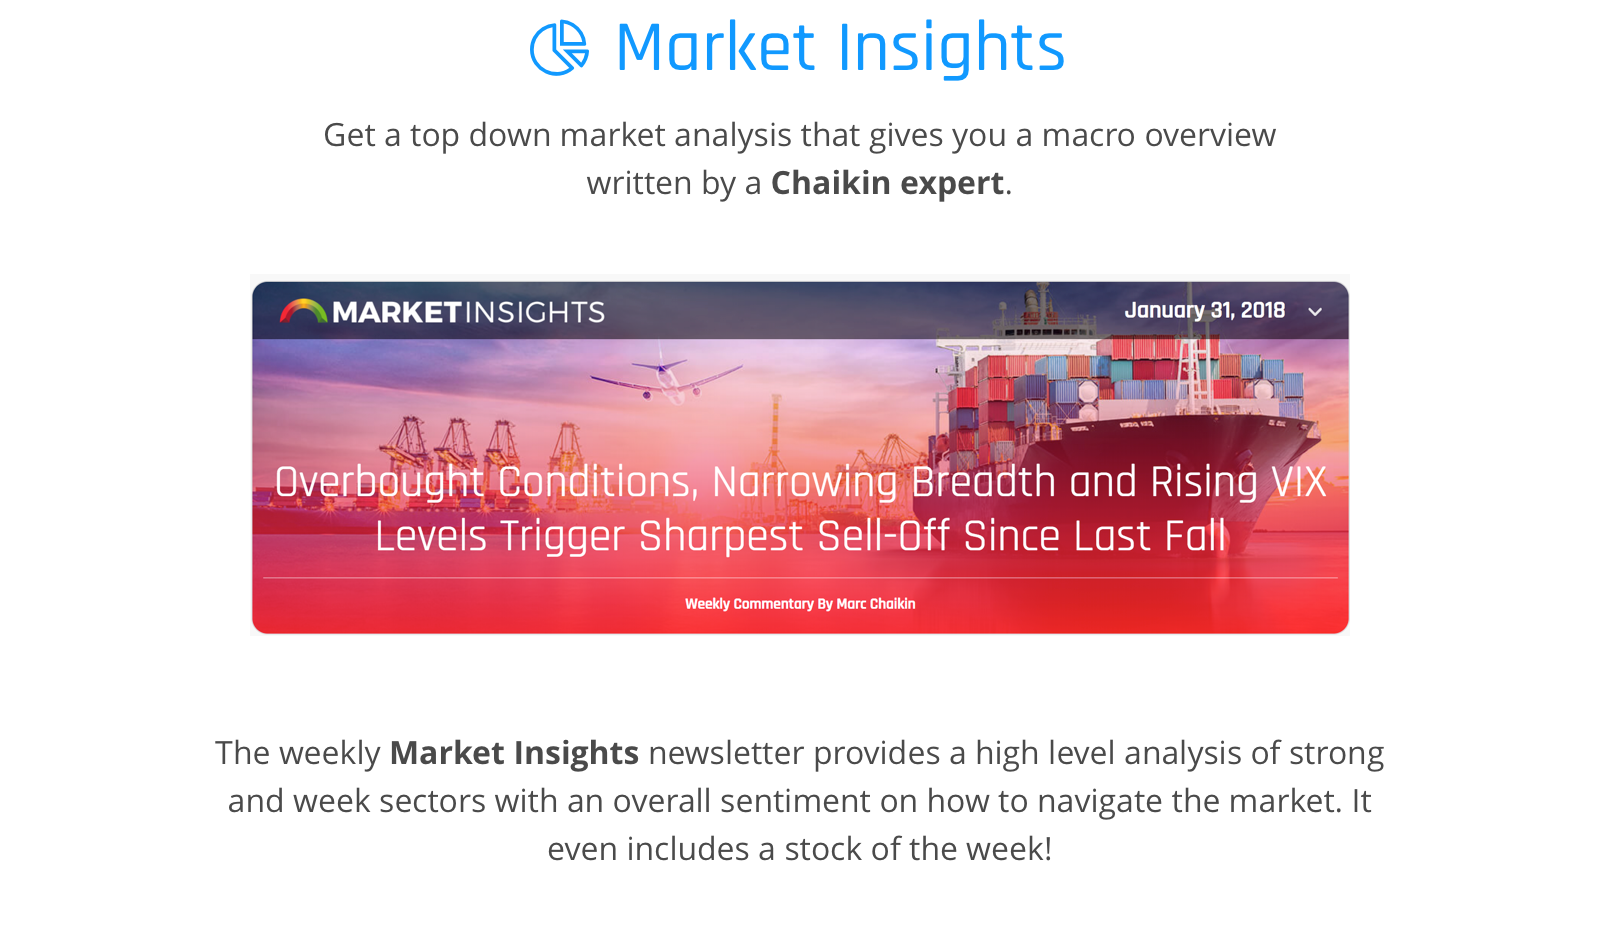 Market Insights
Get a top down market analysis that gives you a macro overview
written by a Chaikin expert.
MARKETINSIGHTS
January 31, 2018
Overbought Conditions, Narrowing Breadth and Rising VIX
Levels Trigger Sharpest Sell-Off Since Last Fall
Weekly Commentary By Marc Chaikin
The weekly Market Insights newsletter provides a high level analysis of strong
and week sectors with an overall sentiment on how to navigate the market. It
even includes a stock of the week!